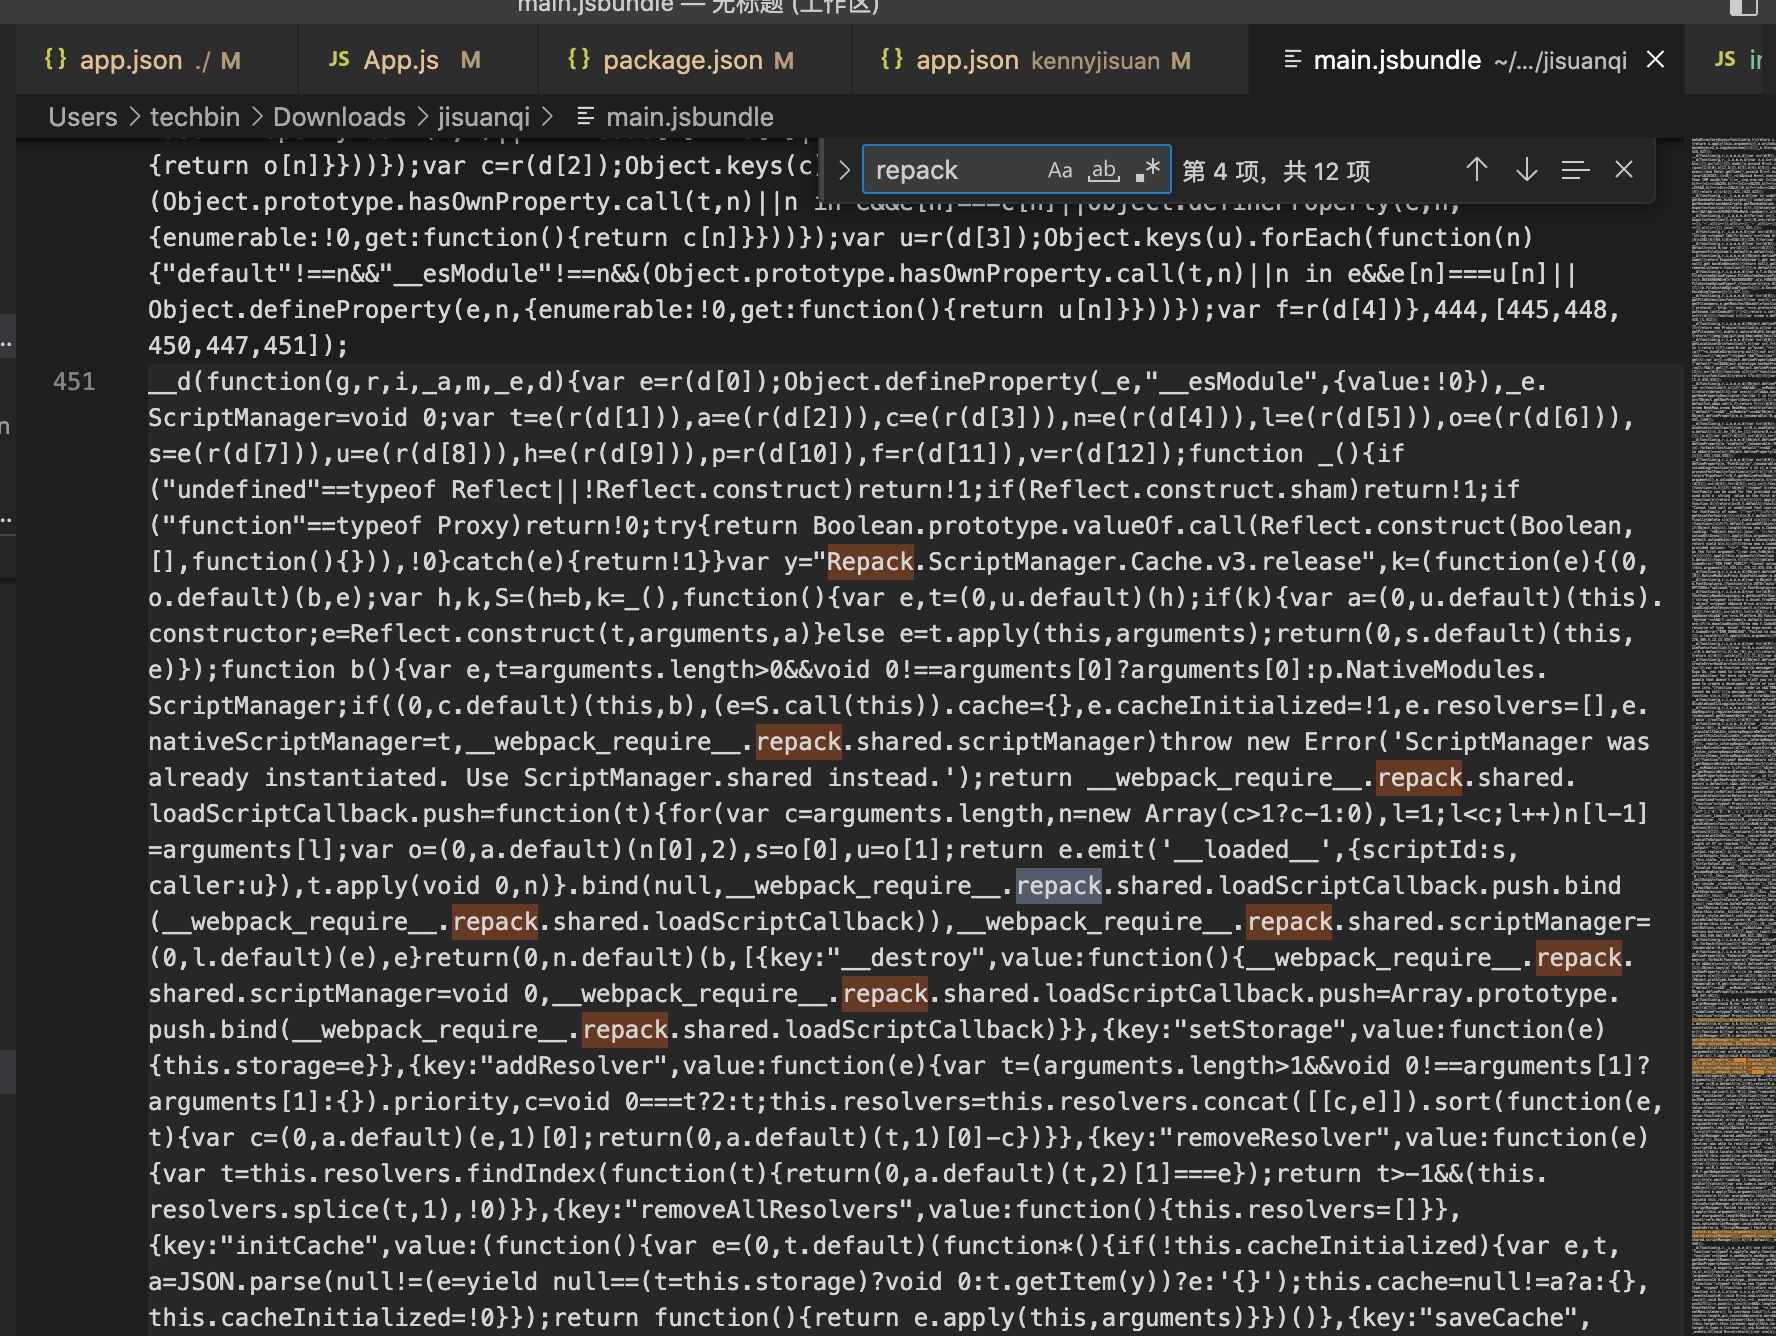 main.jsbundle — 无标题 (工作区)
{} app.json ./ M
JS App.js M
{} package.json M
{} app.json kennyjisuan M
main.jsbundle ~/.../jisuanqi
JS
Users > techbin > Downloads > jisuanqi > main.jsbundle
repack Aa ab .* 第 4 项，共 12 项
{return o[n]}}))});var c=r(d[2]);Object.keys(c)
(Object.prototype.hasOwnProperty.call(t,n)||n in e&&e[n]===c[n]||Object.defineProperty(e,n,
{enumerable:!0,get:function(){return c[n]}}))});var u=r(d[3]);Object.keys(u).forEach(function(n)
{"default"!==n&&"__esModule"!==n&&(Object.prototype.hasOwnProperty.call(t,n)||n in e&&e[n]===u[n]||
Object.defineProperty(e,n,{enumerable:!0,get:function(){return u[n]}}))});var f=r(d[4])},444,[445,448,
450,447,451]);
451 __d(function(g,r,i,_a,m,_e,d){var e=r(d[0]);Object.defineProperty(_e,"__esModule",{value:!0}),_e.
ScriptManager=void 0;var t=e(r(d[1])),a=e(r(d[2])),c=e(r(d[3])),n=e(r(d[4])),l=e(r(d[5])),o=e(r(d[6])),
s=e(r(d[7])),u=e(r(d[8])),h=e(r(d[9])),p=r(d[10]),f=r(d[11]),v=r(d[12]);function _(){if
("undefined"==typeof Reflect||!Reflect.construct)return!1;if(Reflect.construct.sham)return!1;if
("function"==typeof Proxy)return!0;try{return Boolean.prototype.valueOf.call(Reflect.construct(Boolean,
[],function(){})),!0}catch(e){return!1}}var y="Repack.ScriptManager.Cache.v3.release",k=(function(e){(0,
o.default)(b,e);var h,k,S=(h=b,k=_(),function(){var e,t=(0,u.default)(h);if(k){var a=(0,u.default)(this).
constructor;e=Reflect.construct(t,arguments,a)}else e=t.apply(this,arguments);return(0,s.default)(this,
e)});function b(){var e,t=arguments.length>0&&void 0!==arguments[0]?arguments[0]:p.NativeModules.
ScriptManager;if((0,c.default)(this,b),(e=S.call(this)).cache={},e.cacheInitialized=!1,e.resolvers=[],e.
nativeScriptManager=t,__webpack_require__.repack.shared.scriptManager)throw new Error('ScriptManager was
already instantiated. Use ScriptManager.shared instead.');return __webpack_require__.repack.shared.
loadScriptCallback.push=function(t){for(var c=arguments.length,n=new Array(c>1?c-1:0),l=1;l<c;l++)n[l-1]
=arguments[l];var o=(0,a.default)(n[0],2),s=o[0],u=o[1];return e.emit('__loaded__',{scriptId:s,
caller:u}),t.apply(void 0,n)}.bind(null,__webpack_require__.repack.shared.loadScriptCallback.push.bind
(__webpack_require__.repack.shared.loadScriptCallback)),__webpack_require__.repack.shared.scriptManager=
(0,l.default)(e),e}return(0,n.default)(b,[{key:"__destroy",value:function(){__webpack_require__.repack.
shared.scriptManager=void 0,__webpack_require__.repack.shared.loadScriptCallback.push=Array.prototype.
push.bind(__webpack_require__.repack.shared.loadScriptCallback)}},{key:"setStorage",value:function(e)
{this.storage=e}},{key:"addResolver",value:function(e){var t=(arguments.length>1&&void 0!==arguments[1]?
arguments[1]:{}).priority,c=void 0===t?2:t;this.resolvers=this.resolvers.concat([[c,e]]).sort(function(e,
t){var c=(0,a.default)(e,1)[0];return(0,a.default)(t,1)[0]-c})}},{key:"removeResolver",value:function(e)
{var t=this.resolvers.findIndex(function(t){return(0,a.default)(t,2)[1]===e});return t>-1&&(this.
resolvers.splice(t,1),!0)}},{key:"removeAllResolvers",value:function(){this.resolvers=[]}},
{key:"initCache",value:(function(){var e=(0,t.default)(function*(){if(!this.cacheInitialized){var e,t,
a=JSON.parse(null!=(e=yield null==(t=this.storage)?void 0:t.getItem(y))?e:'{}');this.cache=null!=a?a:{},
this.cacheInitialized=!0}});return function(){return e.apply(this,arguments)}})()},{key:"saveCache",